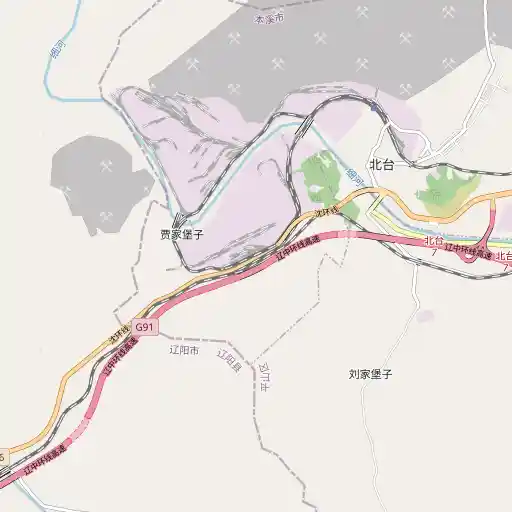 本溪市
细河
北台
细河
沈环线
贾家堡子
北台
7
辽中环线高速
辽中环线高速
北台
7
G91
沈环线
辽阳市
辽阳县
辽中环线高速
刘家堡子
辽中环线高速